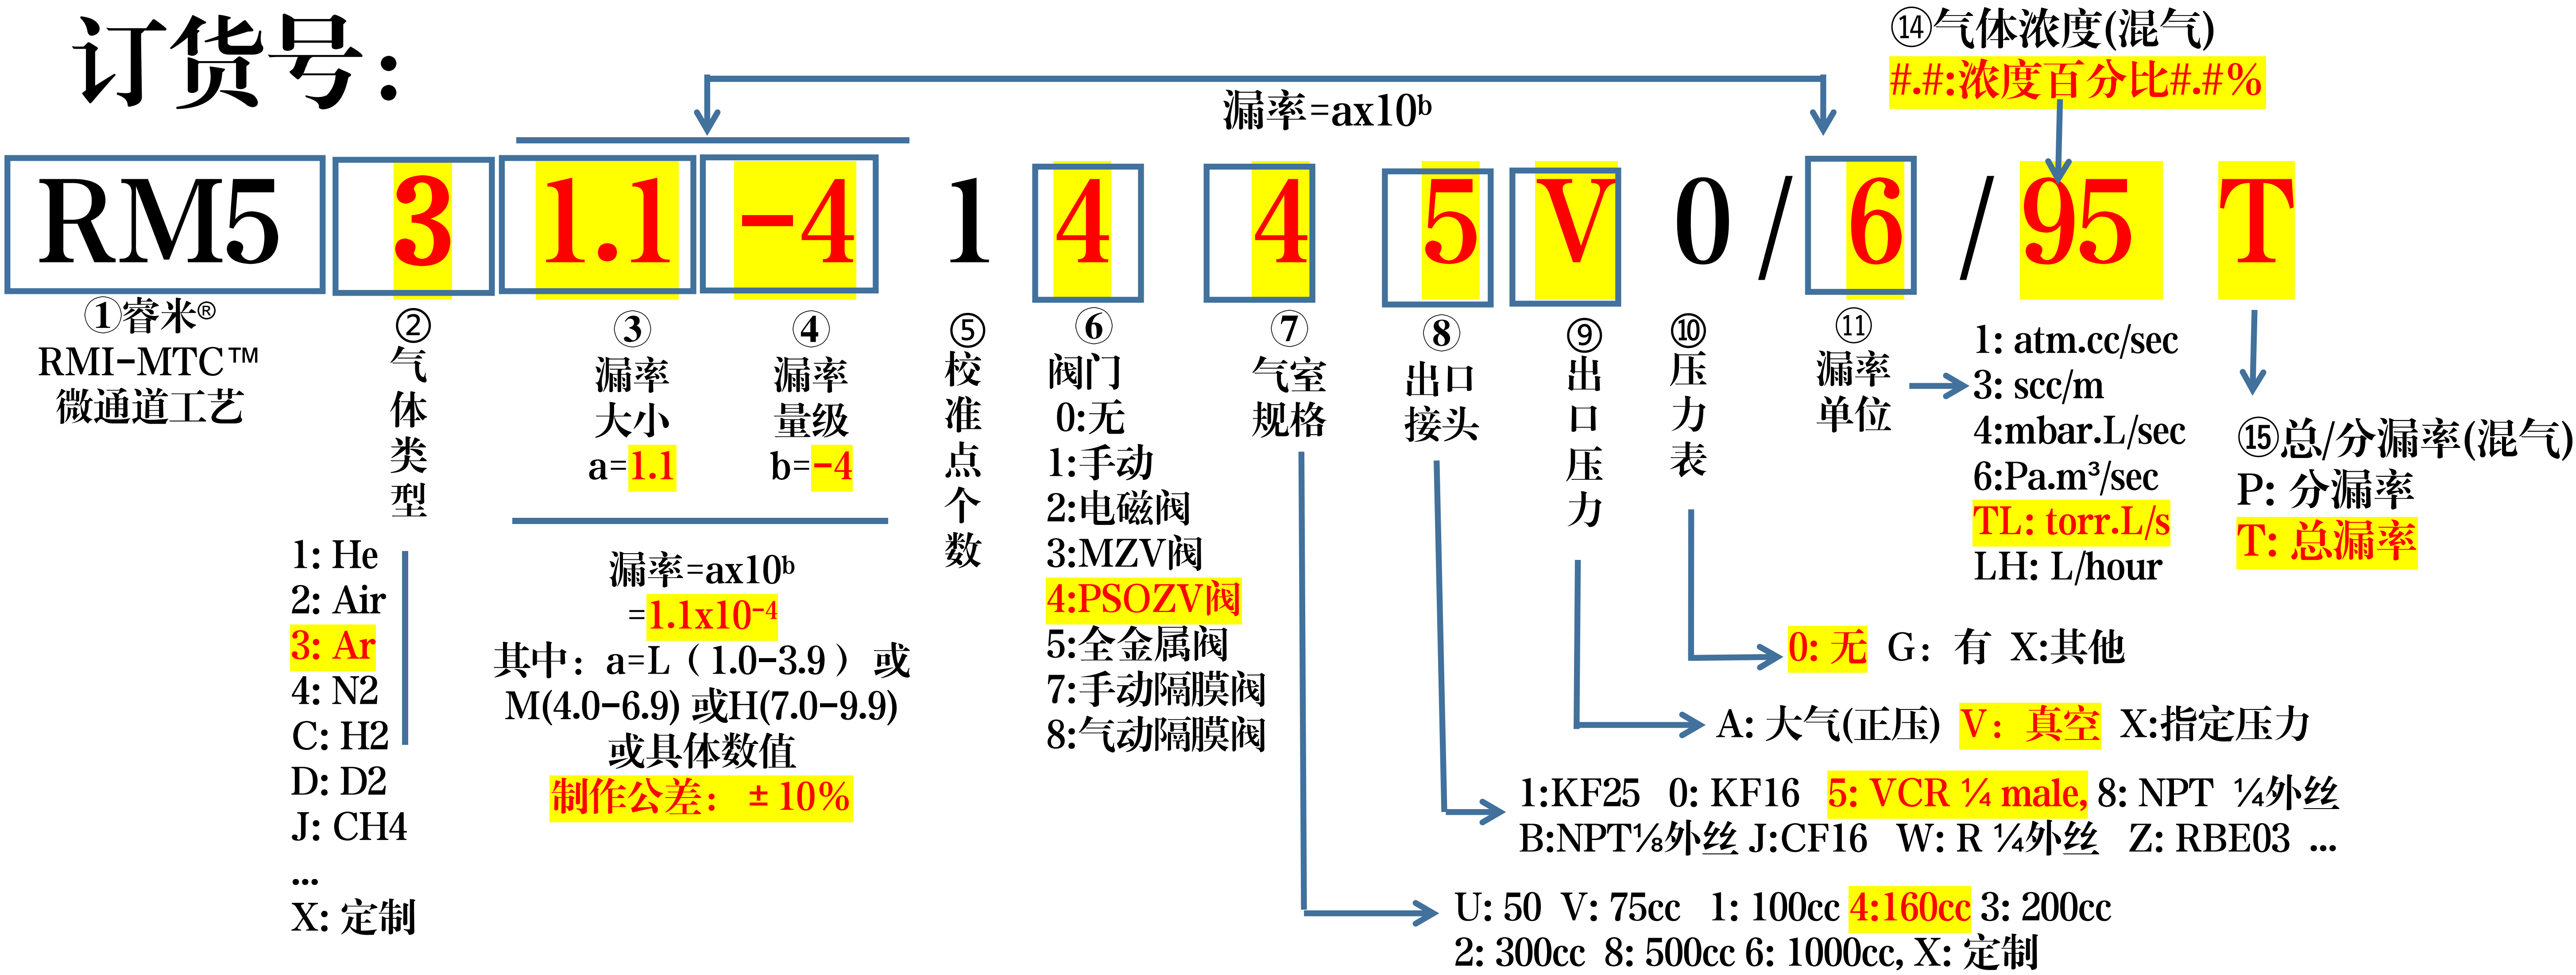 订货号：
⑭气体浓度(混气)
#.#:浓度百分比#.#%
漏率=ax10ᵇ
RM5 3 1.1 -4 1 4 4 5 V 0 / 6 / 95 T
①睿米®
RMI-MTC™
微通道工艺
②气体类型
1: He
2: Air
3: Ar
4: N2
C: H2
D: D2
J: CH4
...
X: 定制
③
漏率
大小
a=1.1
④
漏率
量级
b=-4
漏率=ax10ᵇ
=1.1x10⁻⁴
其中：a=L（1.0-3.9）或
M(4.0-6.9) 或H(7.0-9.9)
或具体数值
制作公差：±10%
⑤校准点个数
⑥
阀门
0:无
1:手动
2:电磁阀
3:MZV阀
4:PSOZV阀
5:全金属阀
7:手动隔膜阀
8:气动隔膜阀
⑦
气室
规格
⑧
出口
接头
⑨出口压力
⑩压力表
⑪
漏率
单位
1: atm.cc/sec
3: scc/m
4:mbar.L/sec
6:Pa.m³/sec
TL: torr.L/s
LH: L/hour
⑮总/分漏率(混气)
P: 分漏率
T: 总漏率
0: 无 G：有 X:其他
A: 大气(正压) V：真空 X:指定压力
1:KF25 0: KF16 5: VCR ¼ male, 8: NPT ¼外丝
B:NPT⅛外丝 J:CF16 W: R ¼外丝 Z: RBE03 ...
U: 50 V: 75cc 1: 100cc 4:160cc 3: 200cc
2: 300cc 8: 500cc 6: 1000cc, X: 定制